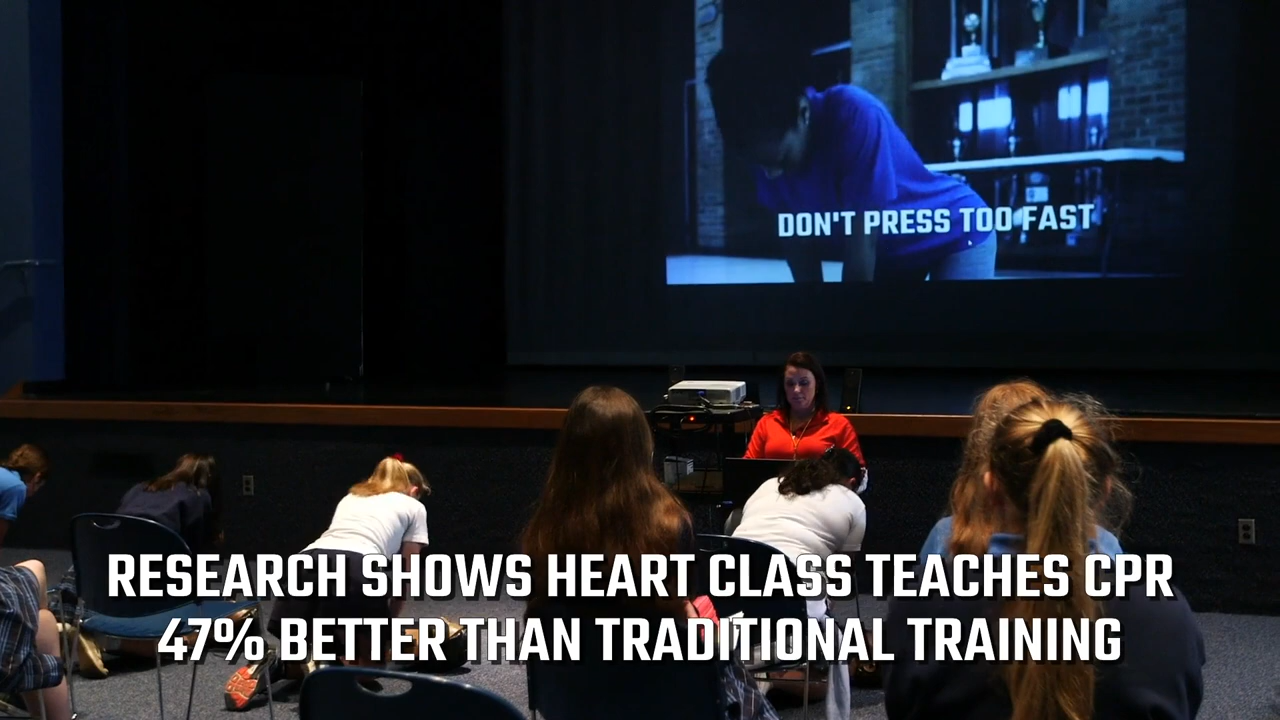 DON'T PRESS TOO FAST
RESEARCH SHOWS HEART CLASS TEACHES CPR
47% BETTER THAN TRADITIONAL TRAINING